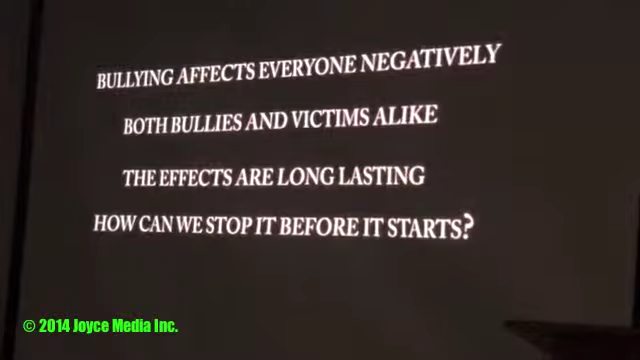 BULLYING AFFECTS EVERYONE NEGATIVELY
BOTH BULLIES AND VICTIMS ALIKE
THE EFFECTS ARE LONG LASTING
HOW CAN WE STOP IT BEFORE IT STARTS?
© 2014 Joyce Media Inc.